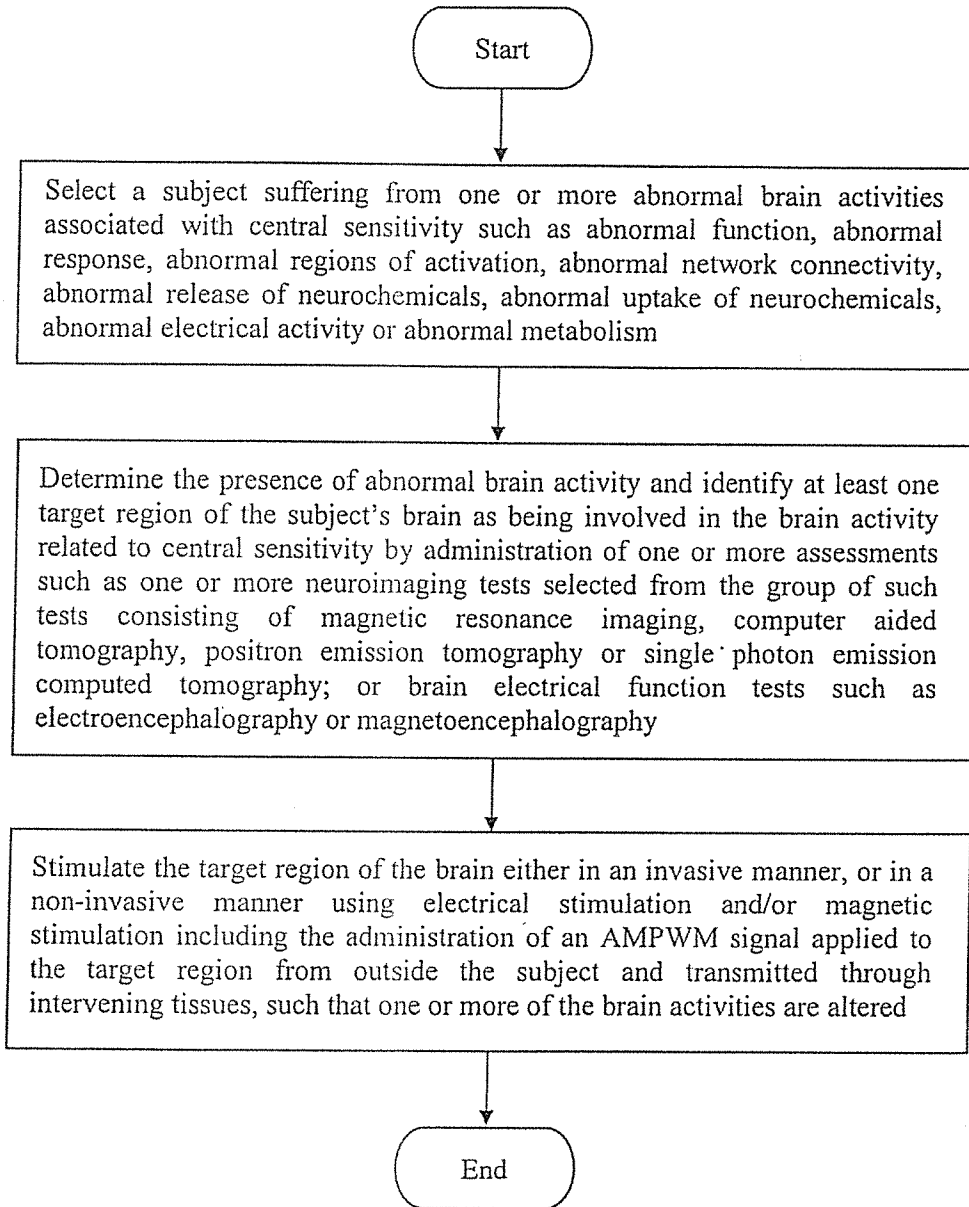 Start
Select a subject suffering from one or more abnormal brain activities
associated with central sensitivity such as abnormal function, abnormal
response, abnormal regions of activation, abnormal network connectivity,
abnormal release of neurochemicals, abnormal uptake of neurochemicals,
abnormal electrical activity or abnormal metabolism
Determine the presence of abnormal brain activity and identify at least one
target region of the subject's brain as being involved in the brain activity
related to central sensitivity by administration of one or more assessments
such as one or more neuroimaging tests selected from the group of such
tests consisting of magnetic resonance imaging, computer aided
tomography, positron emission tomography or single photon emission
computed tomography; or brain electrical function tests such as
electroencephalography or magnetoencephalography
Stimulate the target region of the brain either in an invasive manner, or in a
non-invasive manner using electrical stimulation and/or magnetic
stimulation including the administration of an AMPWM signal applied to
the target region from outside the subject and transmitted through
intervening tissues, such that one or more of the brain activities are altered
End